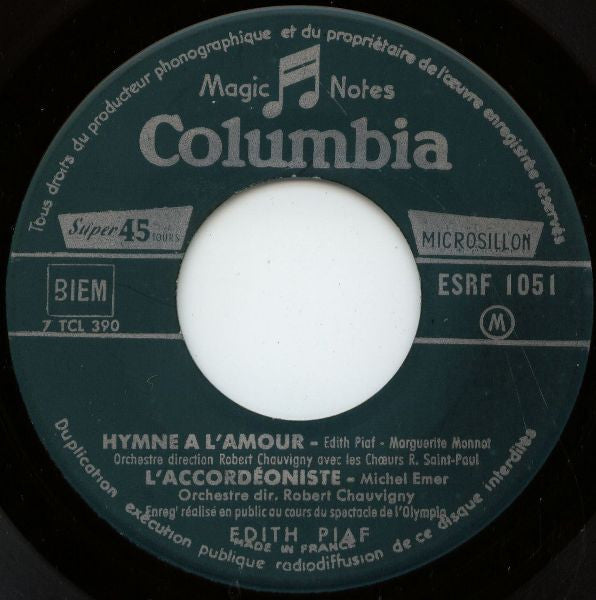 Tous droits du producteur phonographique et du propriétaire de l'œuvre enregistrée réservés
Magic Notes
Columbia
Super 45 TOURS
MICROSILLON
BIEM
ESRF 1051
7 TCL 390
M
HYMNE A L'AMOUR - Edith Piaf - Marguerite Monnot
Orchestre direction Robert Chauvigny avec les Chœurs R. Saint-Paul
L'ACCORDÉONISTE - Michel Emer
Orchestre dir. Robert Chauvigny
Enreg' réalisé en public au cours du spectacle de l'Olympia
EDITH PIAF
MADE IN FRANCE
Duplication exécution publique radiodiffusion de ce disque interdites